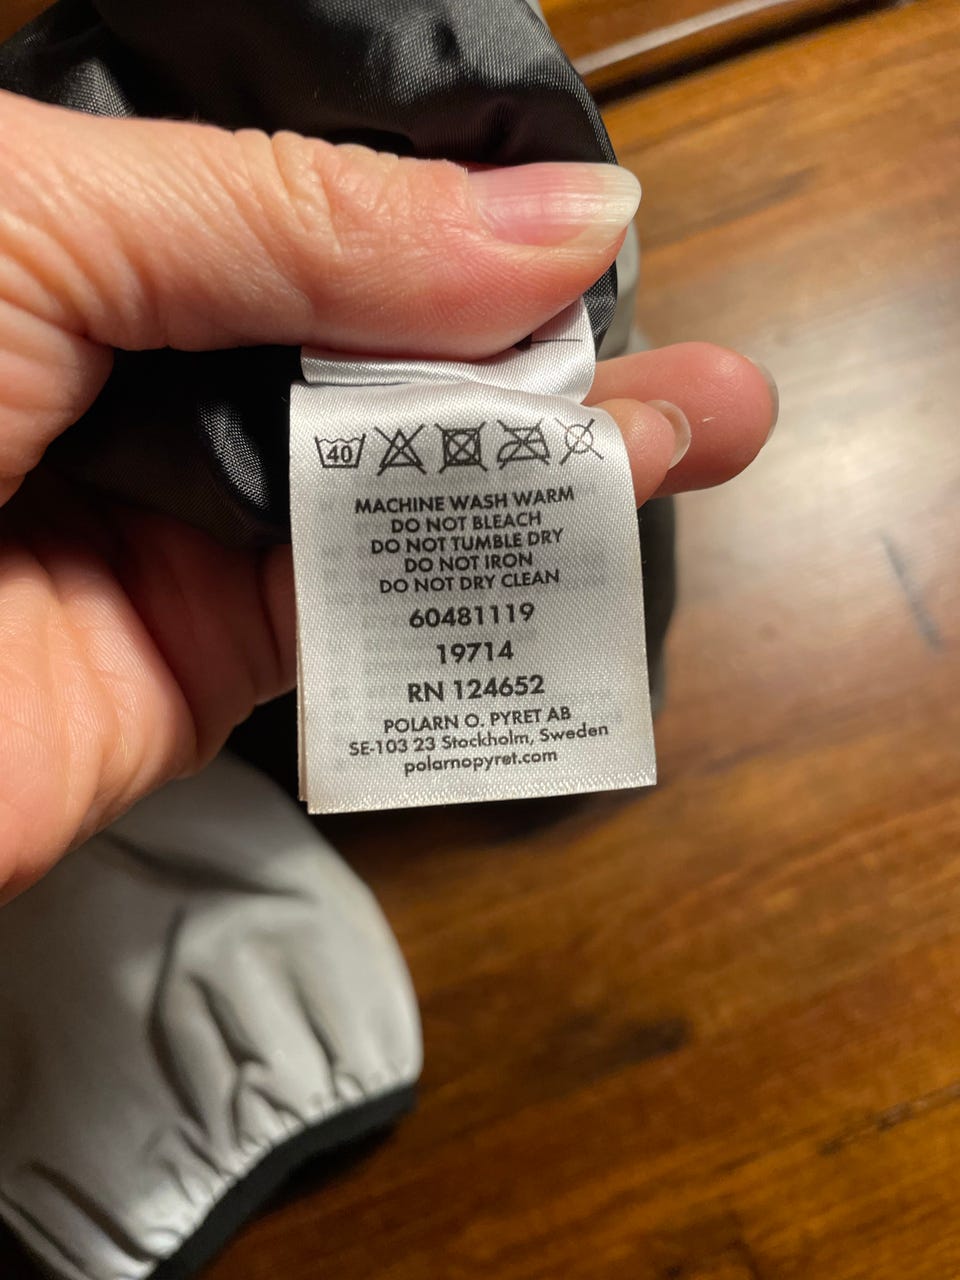 40
MACHINE WASH WARM
DO NOT BLEACH
DO NOT TUMBLE DRY
DO NOT IRON
DO NOT DRY CLEAN
60481119
19714
RN 124652
POLARN O. PYRET AB
SE-103 23 Stockholm, Sweden
polarnopyret.com